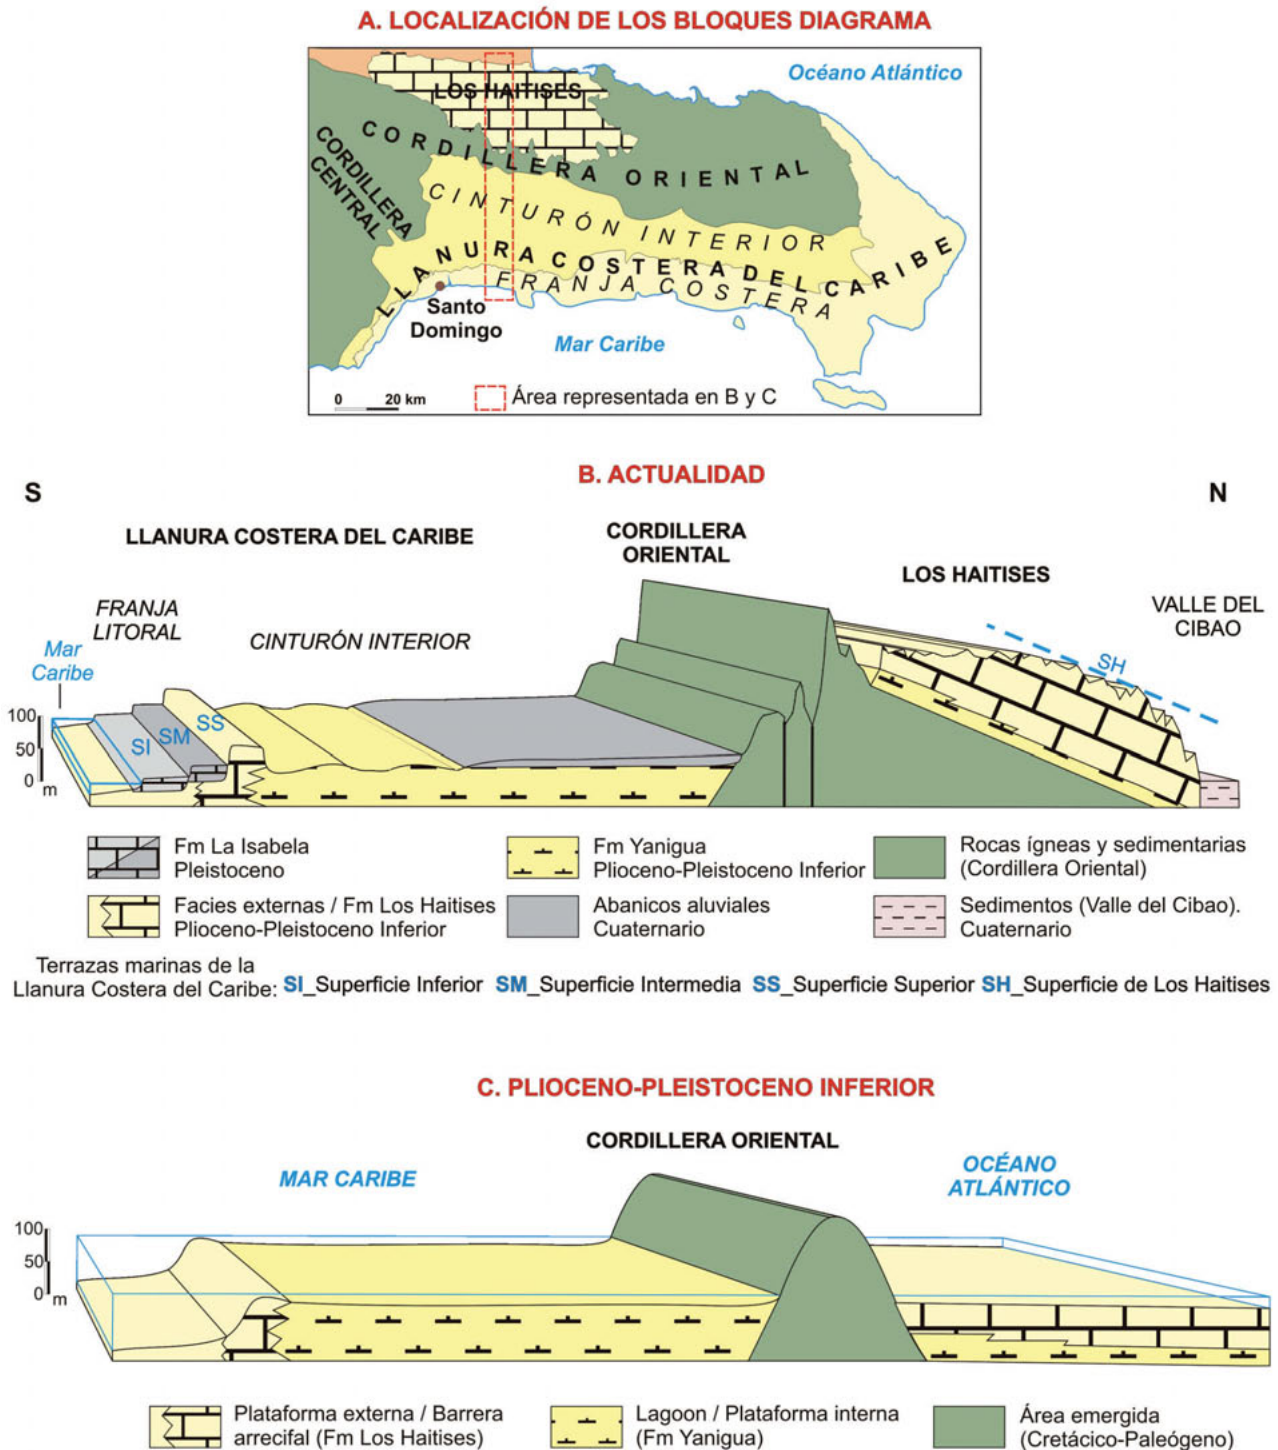 A. LOCALIZACIÓN DE LOS BLOQUES DIAGRAMA
Océano Atlántico
LOS HAITISES
CORDILLERA ORIENTAL
CORDILLERA
CENTRAL
CINTURÓN INTERIOR
LLANURA COSTERA DEL CARIBE
FRANJA COSTERA
Santo
Domingo
Mar Caribe
0 20 km
Área representada en B y C
B. ACTUALIDAD
S
N
LLANURA COSTERA DEL CARIBE
CORDILLERA
ORIENTAL
LOS HAITISES
FRANJA
LITORAL
CINTURÓN INTERIOR
VALLE DEL
CIBAO
Mar
Caribe
SH
SS
SM
SI
100
50
0 m
Fm La Isabela
Pleistoceno
Fm Yanigua
Plioceno-Pleistoceno Inferior
Rocas ígneas y sedimentarias
(Cordillera Oriental)
Facies externas / Fm Los Haitises
Plioceno-Pleistoceno Inferior
Abanicos aluviales
Cuaternario
Sedimentos (Valle del Cibao).
Cuaternario
Terrazas marinas de la
Llanura Costera del Caribe: SI_Superficie Inferior SM_Superficie Intermedia SS_Superficie Superior SH_Superficie de Los Haitises
C. PLIOCENO-PLEISTOCENO INFERIOR
CORDILLERA ORIENTAL
MAR CARIBE
OCÉANO
ATLÁNTICO
100
50
0 m
Plataforma externa / Barrera
arrecifal (Fm Los Haitises)
Lagoon / Plataforma interna
(Fm Yanigua)
Área emergida
(Cretácico-Paleógeno)